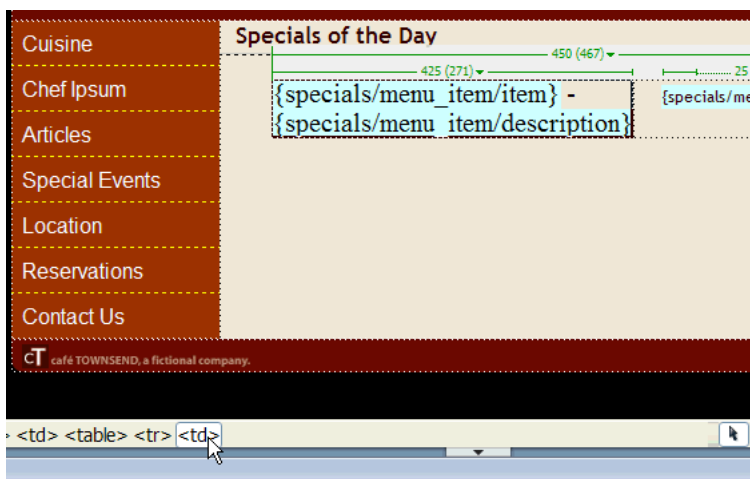 Cuisine
Chef Ipsum
Articles
Special Events
Location
Reservations
Contact Us
Specials of the Day
450 (467)
425 (271)
25
{specials/menu_item/item} -
{specials/menu_item/description}
{specials/me
cT café TOWNSEND, a fictional company.
> <td> <table> <tr> <td>